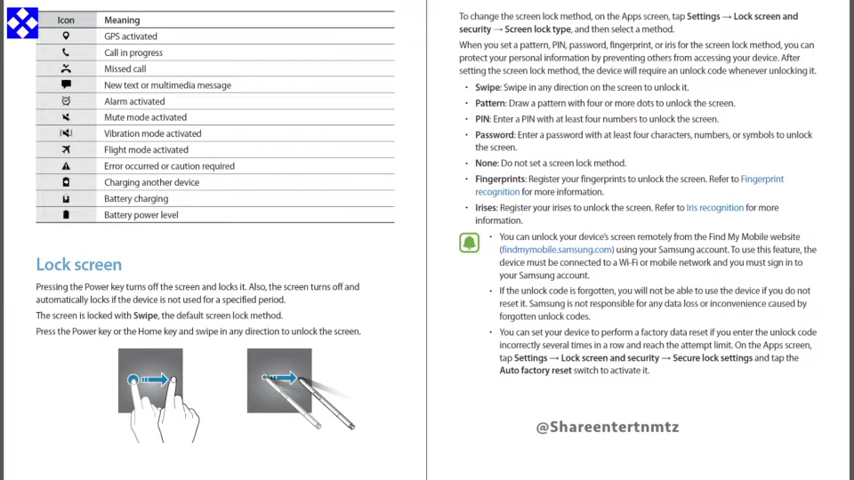 Icon Meaning
GPS activated
Call in progress
Missed call
New text or multimedia message
Alarm activated
Mute mode activated
Vibration mode activated
Flight mode activated
Error occurred or caution required
Charging another device
Battery charging
Battery power level
Lock screen
Pressing the Power key turns off the screen and locks it. Also, the screen turns off and
automatically locks if the device is not used for a specified period.
The screen is locked with Swipe, the default screen lock method.
Press the Power key or the Home key and swipe in any direction to unlock the screen.
To change the screen lock method, on the Apps screen, tap Settings → Lock screen and
security → Screen lock type, and then select a method.
When you set a pattern, PIN, password, fingerprint, or iris for the screen lock method, you can
protect your personal information by preventing others from accessing your device. After
setting the screen lock method, the device will require an unlock code whenever unlocking it.
• Swipe: Swipe in any direction on the screen to unlock it.
• Pattern: Draw a pattern with four or more dots to unlock the screen.
• PIN: Enter a PIN with at least four numbers to unlock the screen.
• Password: Enter a password with at least four characters, numbers, or symbols to unlock
the screen.
• None: Do not set a screen lock method.
• Fingerprints: Register your fingerprints to unlock the screen. Refer to Fingerprint
recognition for more information.
• Irises: Register your irises to unlock the screen. Refer to Iris recognition for more
information.
• You can unlock your device's screen remotely from the Find My Mobile website
(findmymobile.samsung.com) using your Samsung account. To use this feature, the
device must be connected to a Wi-Fi or mobile network and you must sign in to
your Samsung account.
• If the unlock code is forgotten, you will not be able to use the device if you do not
reset it. Samsung is not responsible for any data loss or inconvenience caused by
forgotten unlock codes.
• You can set your device to perform a factory data reset if you enter the unlock code
incorrectly several times in a row and reach the attempt limit. On the Apps screen,
tap Settings → Lock screen and security → Secure lock settings and tap the
Auto factory reset switch to activate it.
@Shareentertnmtz